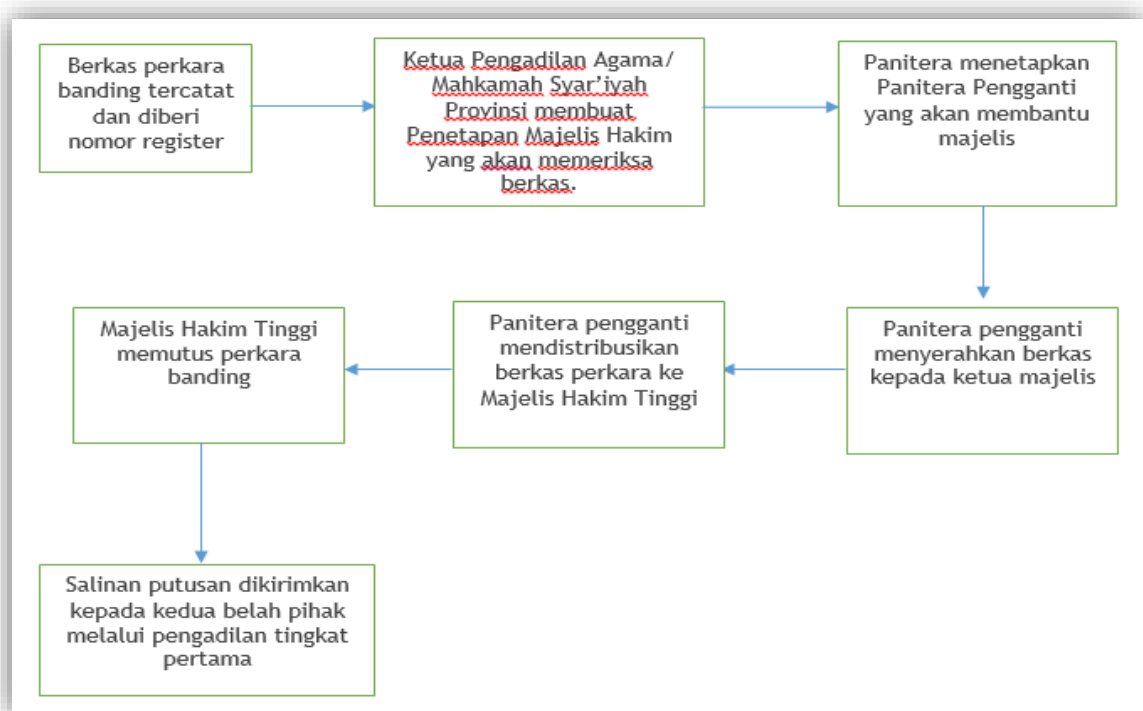 Berkas perkara
banding tercatat
dan diberi
nomor register
Ketua Pengadilan Agama/
Mahkamah Syar’iyah
Provinsi membuat
Penetapan Majelis Hakim
yang akan memeriksa
berkas.
Panitera menetapkan
Panitera Pengganti
yang akan membantu
majelis
Majelis Hakim Tinggi
memutus perkara
banding
Panitera pengganti
mendistribusikan
berkas perkara ke
Majelis Hakim Tinggi
Panitera pengganti
menyerahkan berkas
kepada ketua majelis
Salinan putusan dikirimkan
kepada kedua belah pihak
melalui pengadilan tingkat
pertama